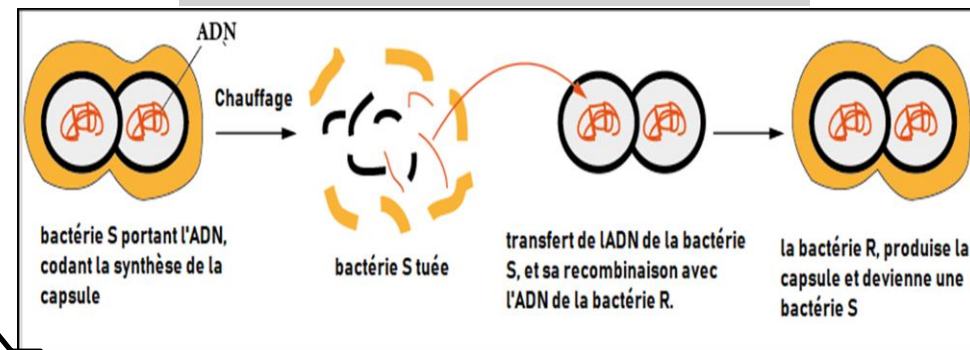 ADN
Chauffage
bactérie S portant l'ADN,
codant la synthèse de la
capsule
bactérie S tuée
transfert de lADN de la bactérie
S, et sa recombinaison avec
l'ADN de la bactérie R.
la bactérie R, produise la
capsule et devienne une
bactérie S